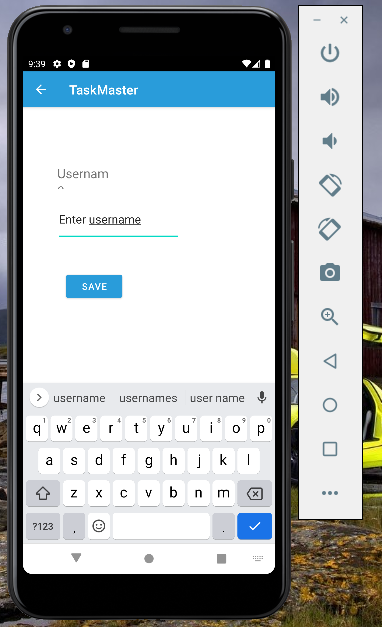 9:39
TaskMaster
Usernam
Enter username
SAVE
username usernames user name
1 2 3 4 5 6 7 8 9 0
q w e r t y u i o p
a s d f g h j k l
z x c v b n m
?123 , .